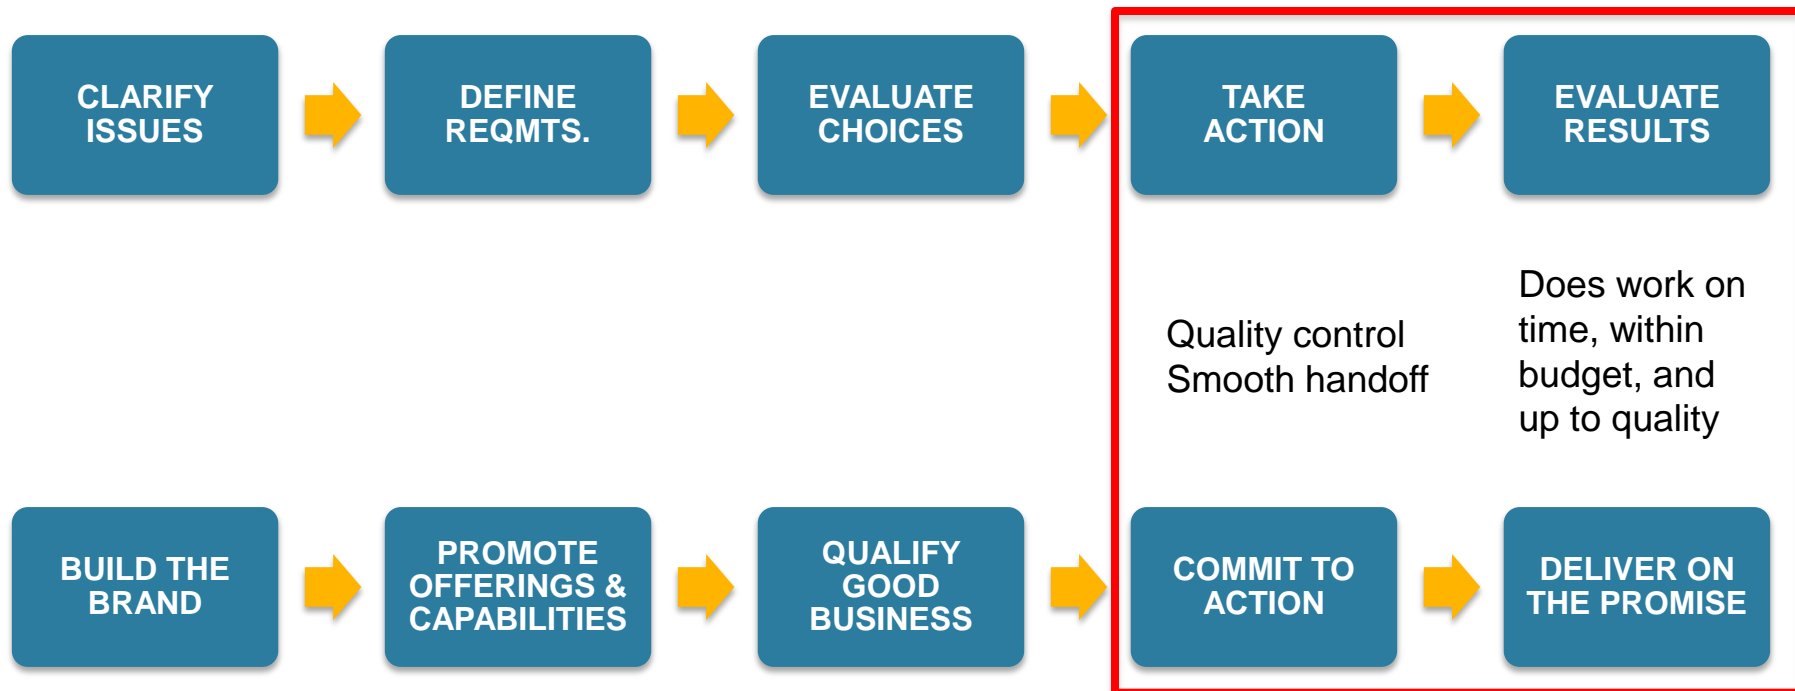 CLARIFY
ISSUES
DEFINE
REQMTS.
EVALUATE
CHOICES
TAKE
ACTION
EVALUATE
RESULTS
Quality control
Smooth handoff
Does work on
time, within
budget, and
up to quality
BUILD THE
BRAND
PROMOTE
OFFERINGS &
CAPABILITIES
QUALIFY
GOOD
BUSINESS
COMMIT TO
ACTION
DELIVER ON
THE PROMISE